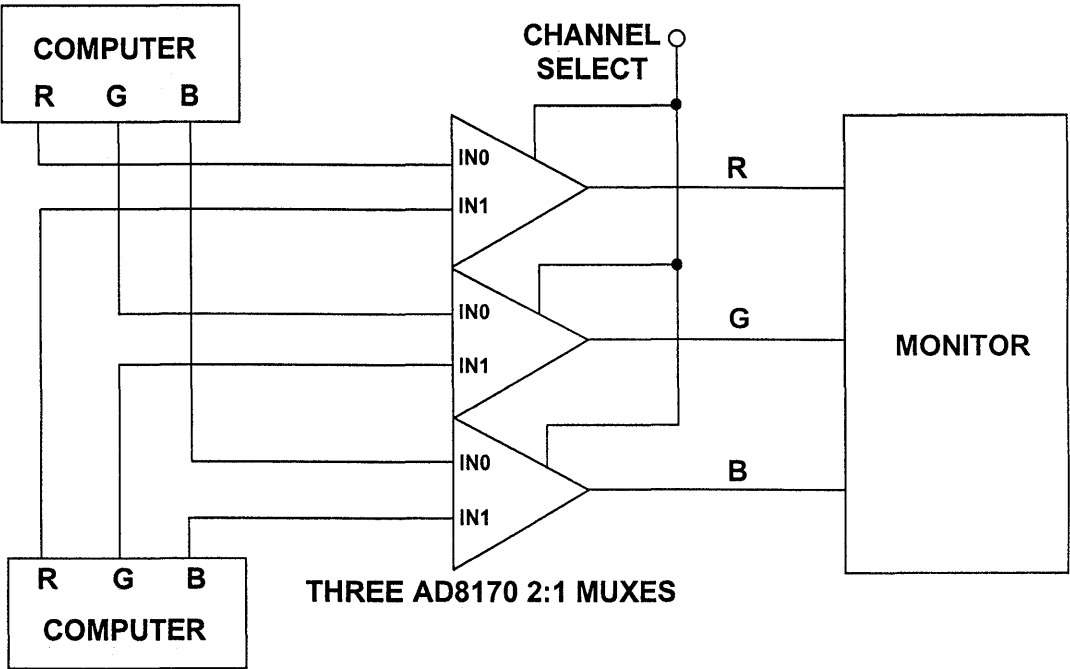 COMPUTER
R G B
CHANNEL
SELECT
IN0
IN1
R
IN0
IN1
G
MONITOR
IN0
IN1
B
R G B
COMPUTER
THREE AD8170 2:1 MUXES